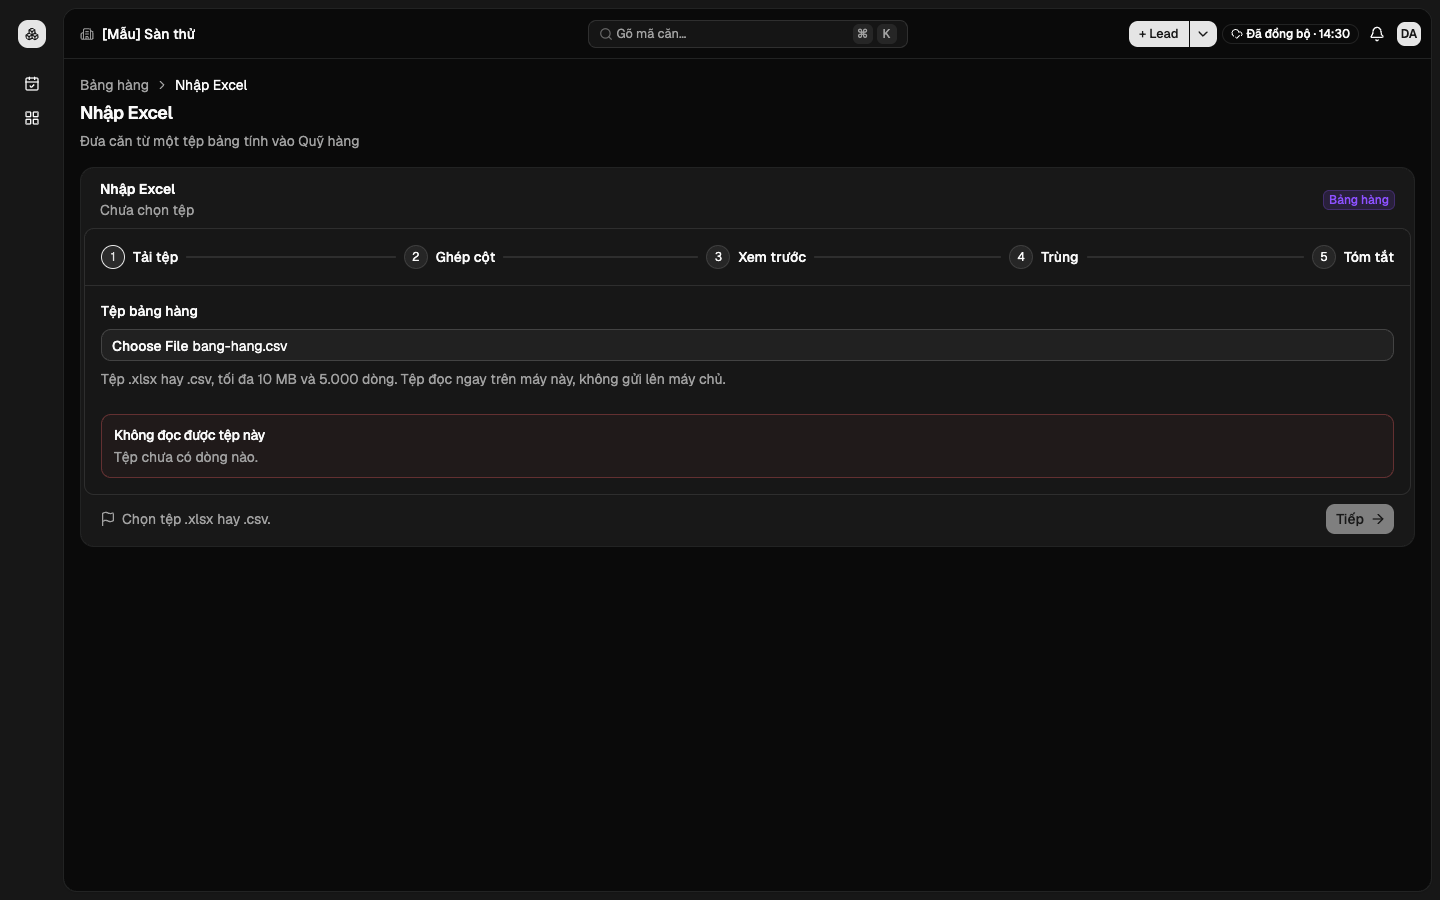 [Mẫu] Sàn thử
Gõ mã căn...
⌘ K
+ Lead
Đã đồng bộ · 14:30
DA
Bảng hàng > Nhập Excel
Nhập Excel
Đưa căn từ một tệp bảng tính vào Quỹ hàng
Nhập Excel
Chưa chọn tệp
Bảng hàng
1 Tải tệp
2 Ghép cột
3 Xem trước
4 Trùng
5 Tóm tắt
Tệp bảng hàng
Choose File bang-hang.csv
Tệp .xlsx hay .csv, tối đa 10 MB và 5.000 dòng. Tệp đọc ngay trên máy này, không gửi lên máy chủ.
Không đọc được tệp này
Tệp chưa có dòng nào.
Chọn tệp .xlsx hay .csv.
Tiếp →